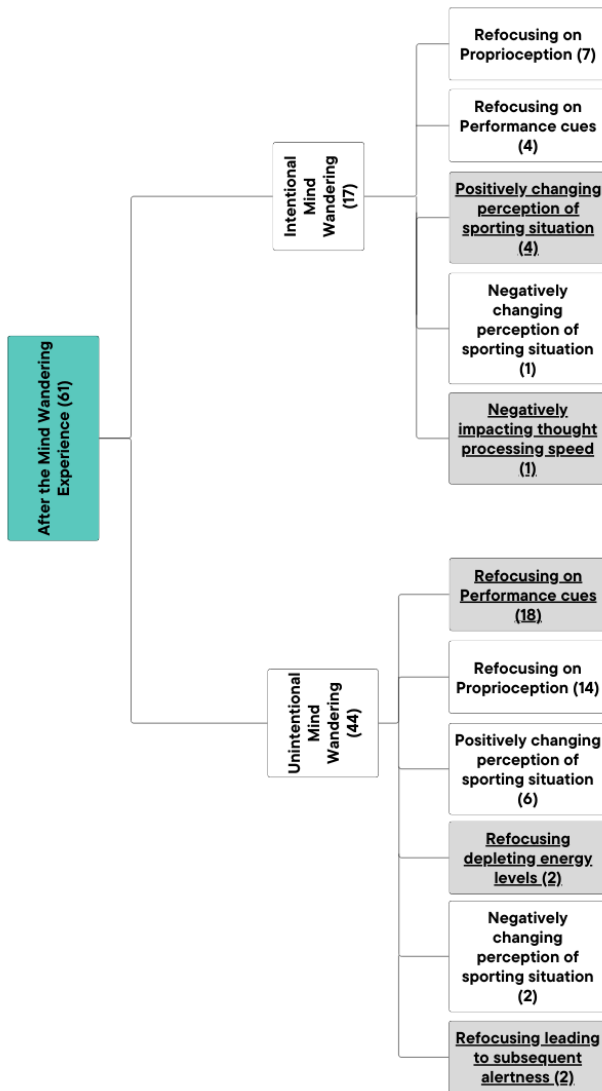 After the Mind Wandering
Experience (61)
Intentional
Mind
Wandering
(17)
Refocusing on
Proprioception (7)
Refocusing on
Performance cues
(4)
Positively changing
perception of
sporting situation
(4)
Negatively
changing
perception of
sporting situation
(1)
Negatively
impacting thought
processing speed
(1)
Unintentional
Mind
Wandering
(44)
Refocusing on
Performance cues
(18)
Refocusing on
Proprioception (14)
Positively changing
perception of
sporting situation
(6)
Refocusing
depleting energy
levels (2)
Negatively
changing
perception of
sporting situation
(2)
Refocusing leading
to subsequent
alertness (2)